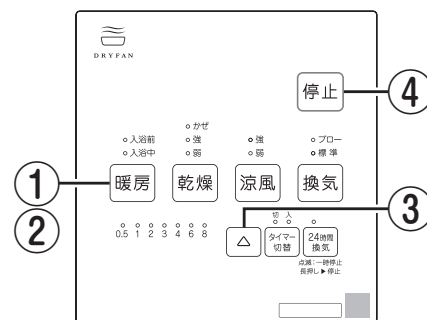 DRYFAN
停止
④
かぜ
入浴前 強 強 ブロー
入浴中 弱 弱 標準
① 暖房 乾燥 涼風 換気
②
③
切 入
0.5 1 2 3 4 6 8
△ タイマー切替 24時間換気
点滅:一時停止
長押し▶停止